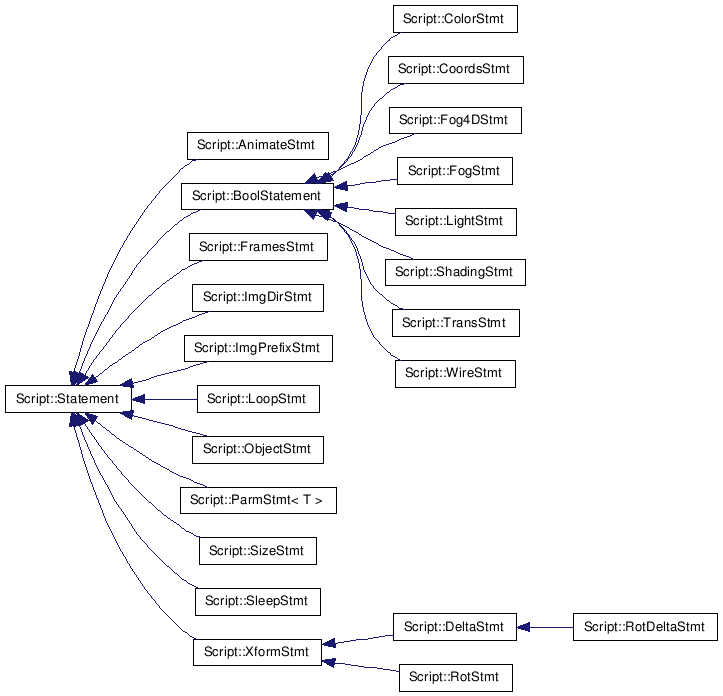 Script::ColorStmt
Script::CoordsStmt
Script::Fog4DStmt
Script::AnimateStmt
Script::FogStmt
Script::BoolStatement
Script::LightStmt
Script::FramesStmt
Script::ShadingStmt
Script::ImgDirStmt
Script::TransStmt
Script::ImgPrefixStmt
Script::WireStmt
Script::Statement
Script::LoopStmt
Script::ObjectStmt
Script::ParmStmt< T >
Script::SizeStmt
Script::SleepStmt
Script::DeltaStmt
Script::RotDeltaStmt
Script::XformStmt
Script::RotStmt